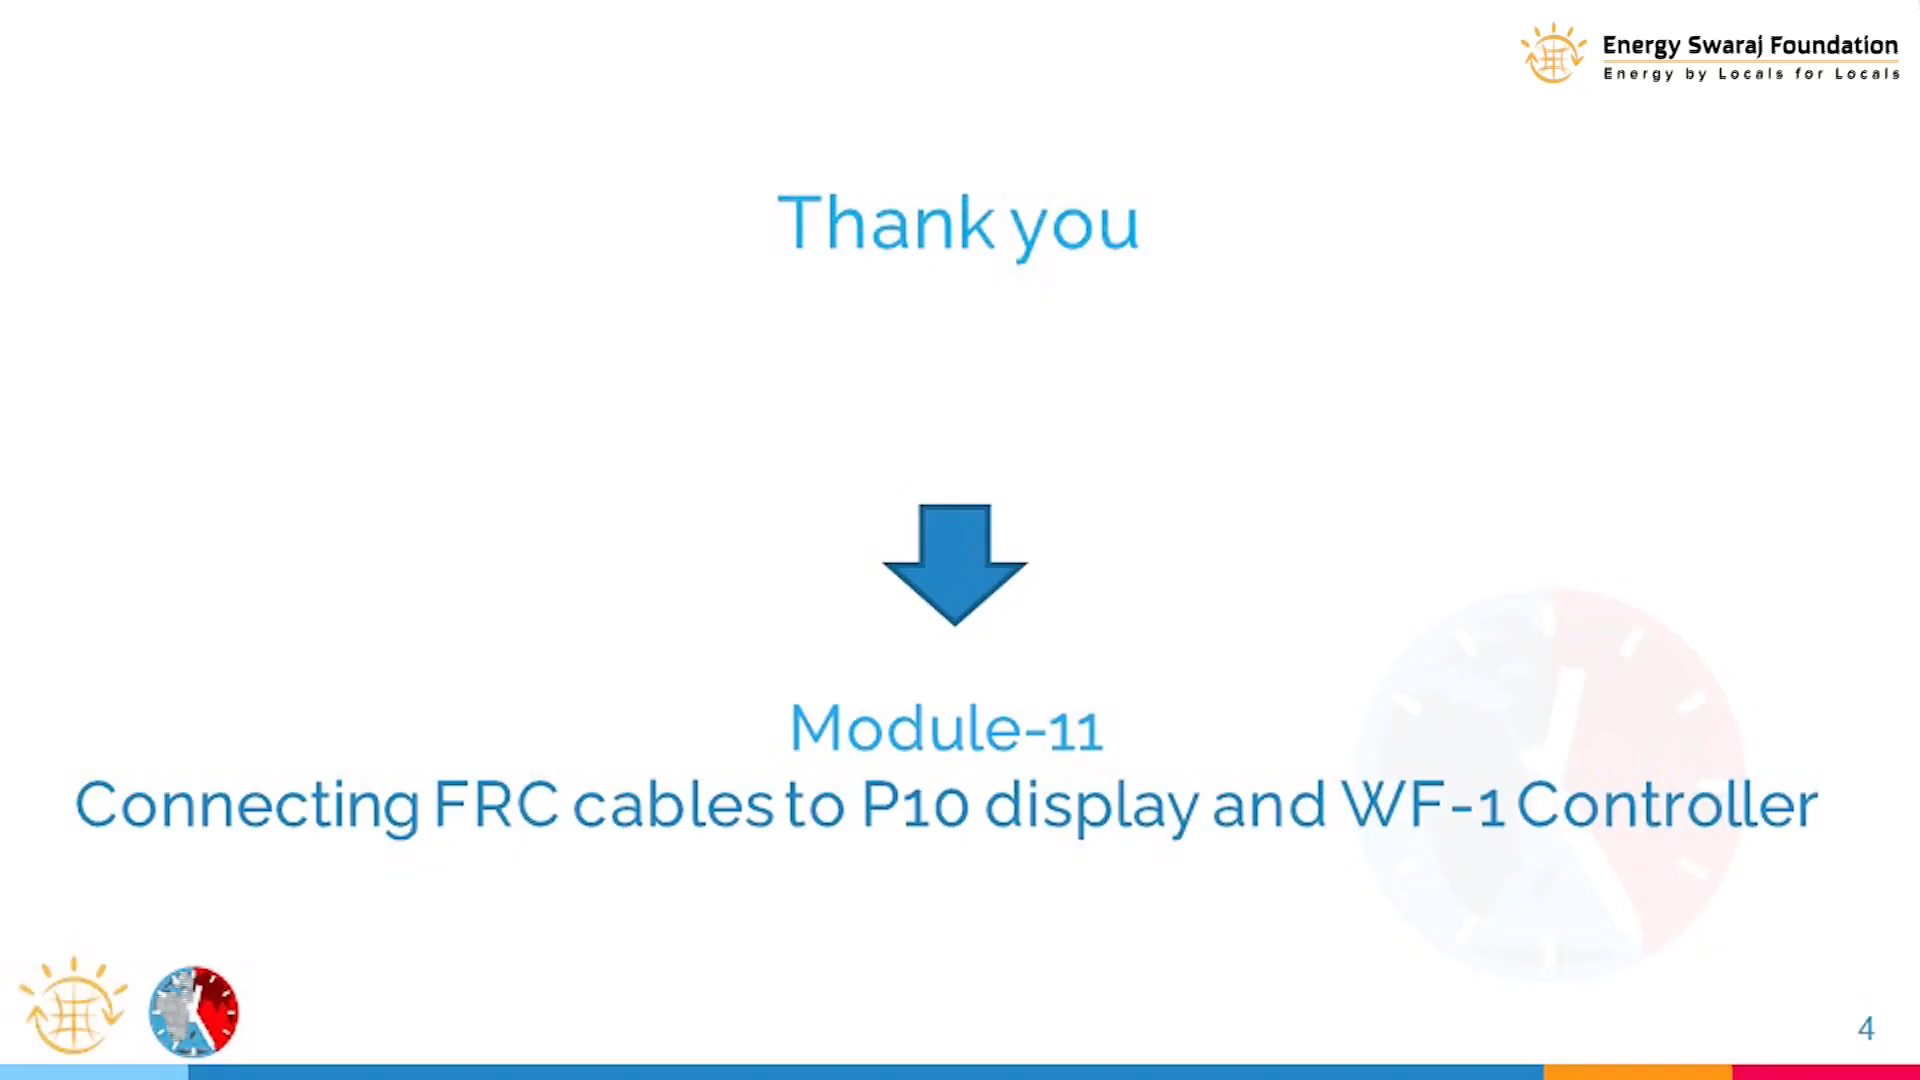 Energy Swaraj Foundation
Energy by Locals for Locals
Thank you
Module-11
Connecting FRC cables to P10 display and WF-1 Controller
4